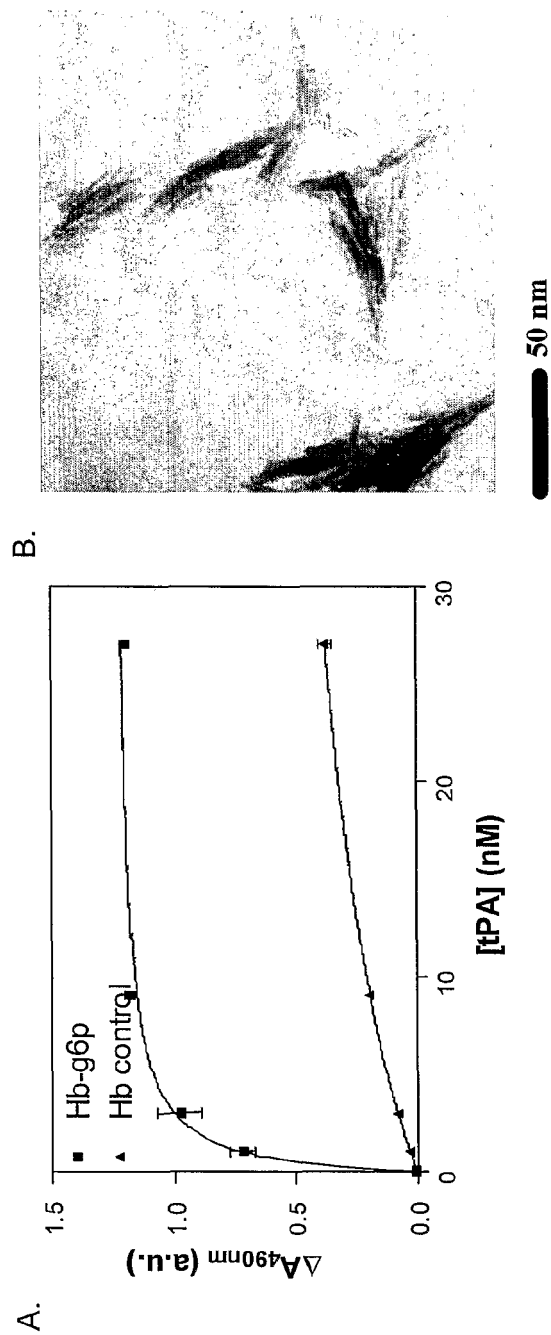 A.
ΔA490nm (a.u.)
1.5
1.0
0.5
0.0
■ Hb-g6p
▲ Hb control
0
10
20
30
[tPA] (nM)
B.
50 nm